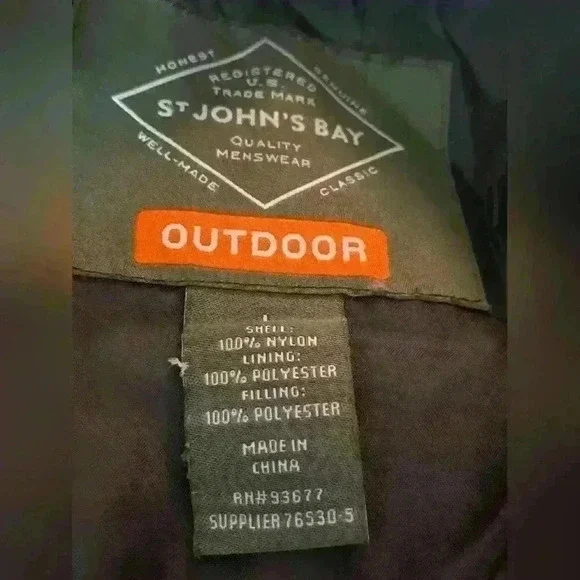 HONEST
GENUINE
REGISTERED
U.S.
TRADE MARK
ST JOHN'S BAY
QUALITY
MENSWEAR
WELL-MADE
CLASSIC
OUTDOOR
L
SHELL:
100% NYLON
LINING:
100% POLYESTER
FILLING:
100% POLYESTER
MADE IN
CHINA
RN#93677
SUPPLIER 76530-5